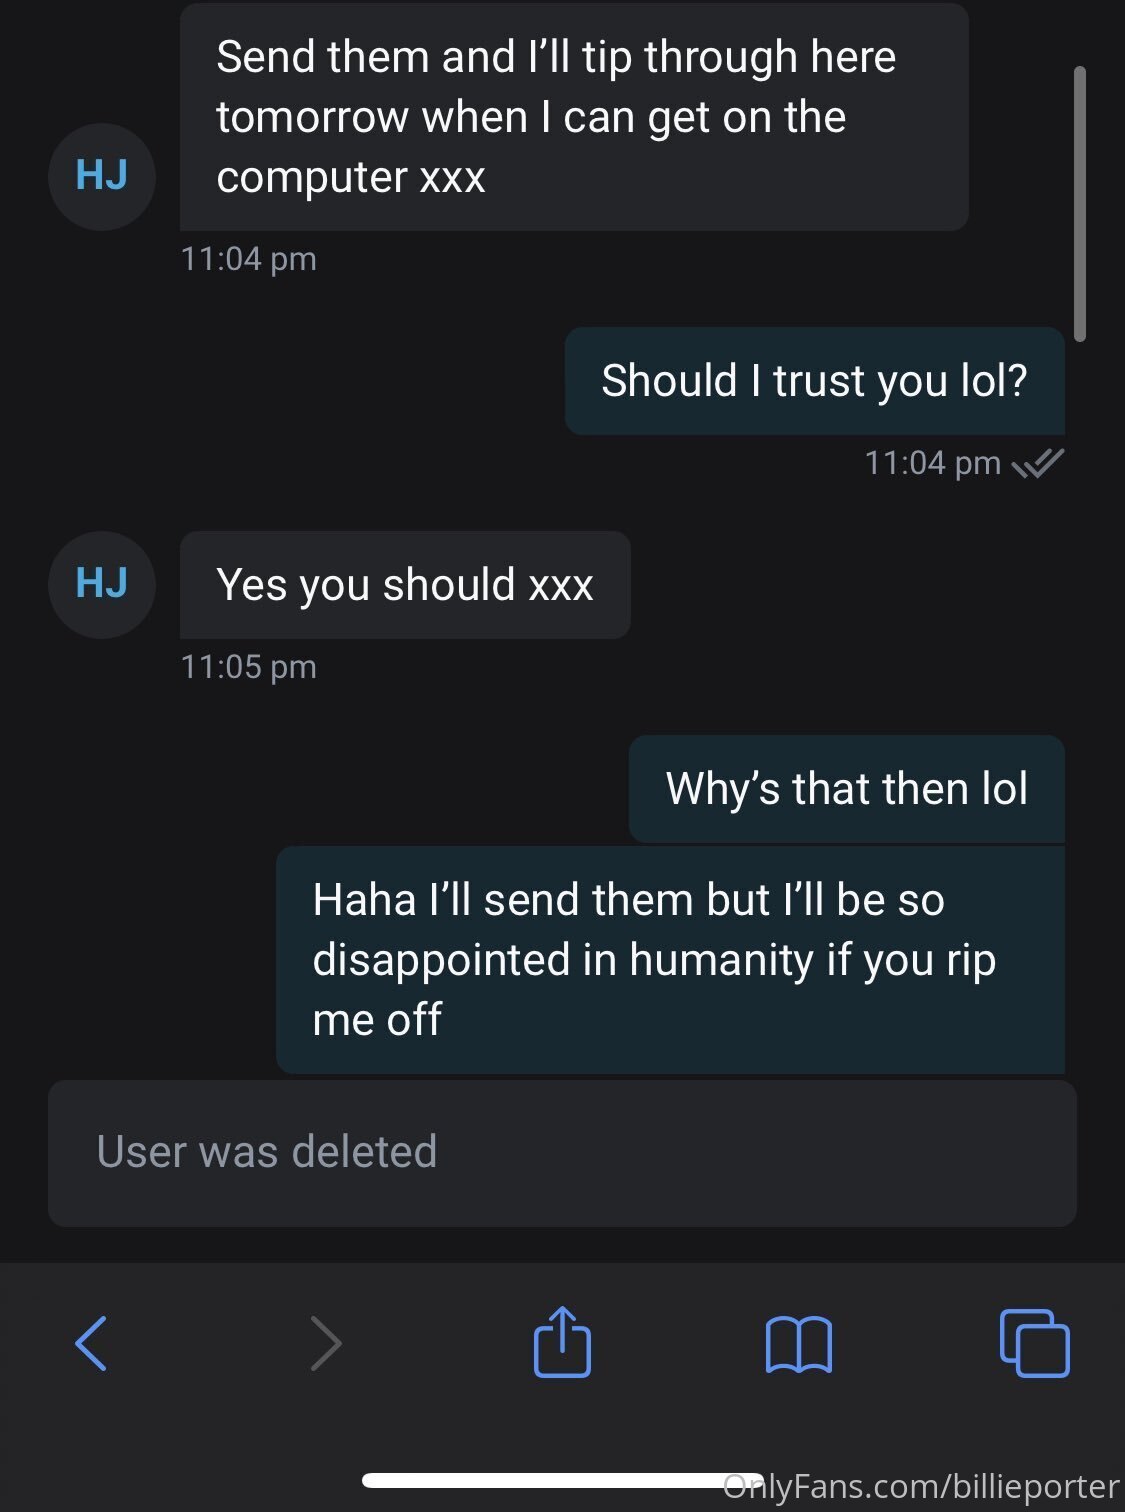 Send them and I’ll tip through here
tomorrow when I can get on the
computer xxx
HJ
11:04 pm
Should I trust you lol?
11:04 pm
HJ
Yes you should xxx
11:05 pm
Why’s that then lol
Haha I’ll send them but I’ll be so
disappointed in humanity if you rip
me off
User was deleted
OnlyFans.com/billieporter